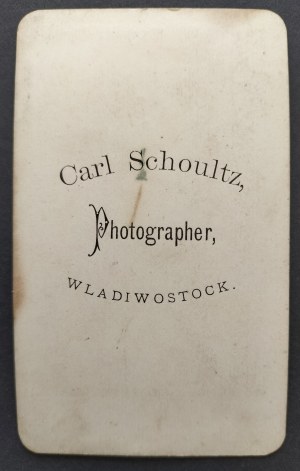 Carl Schoultz,
Photographer,
WLADIWOSTOCK.